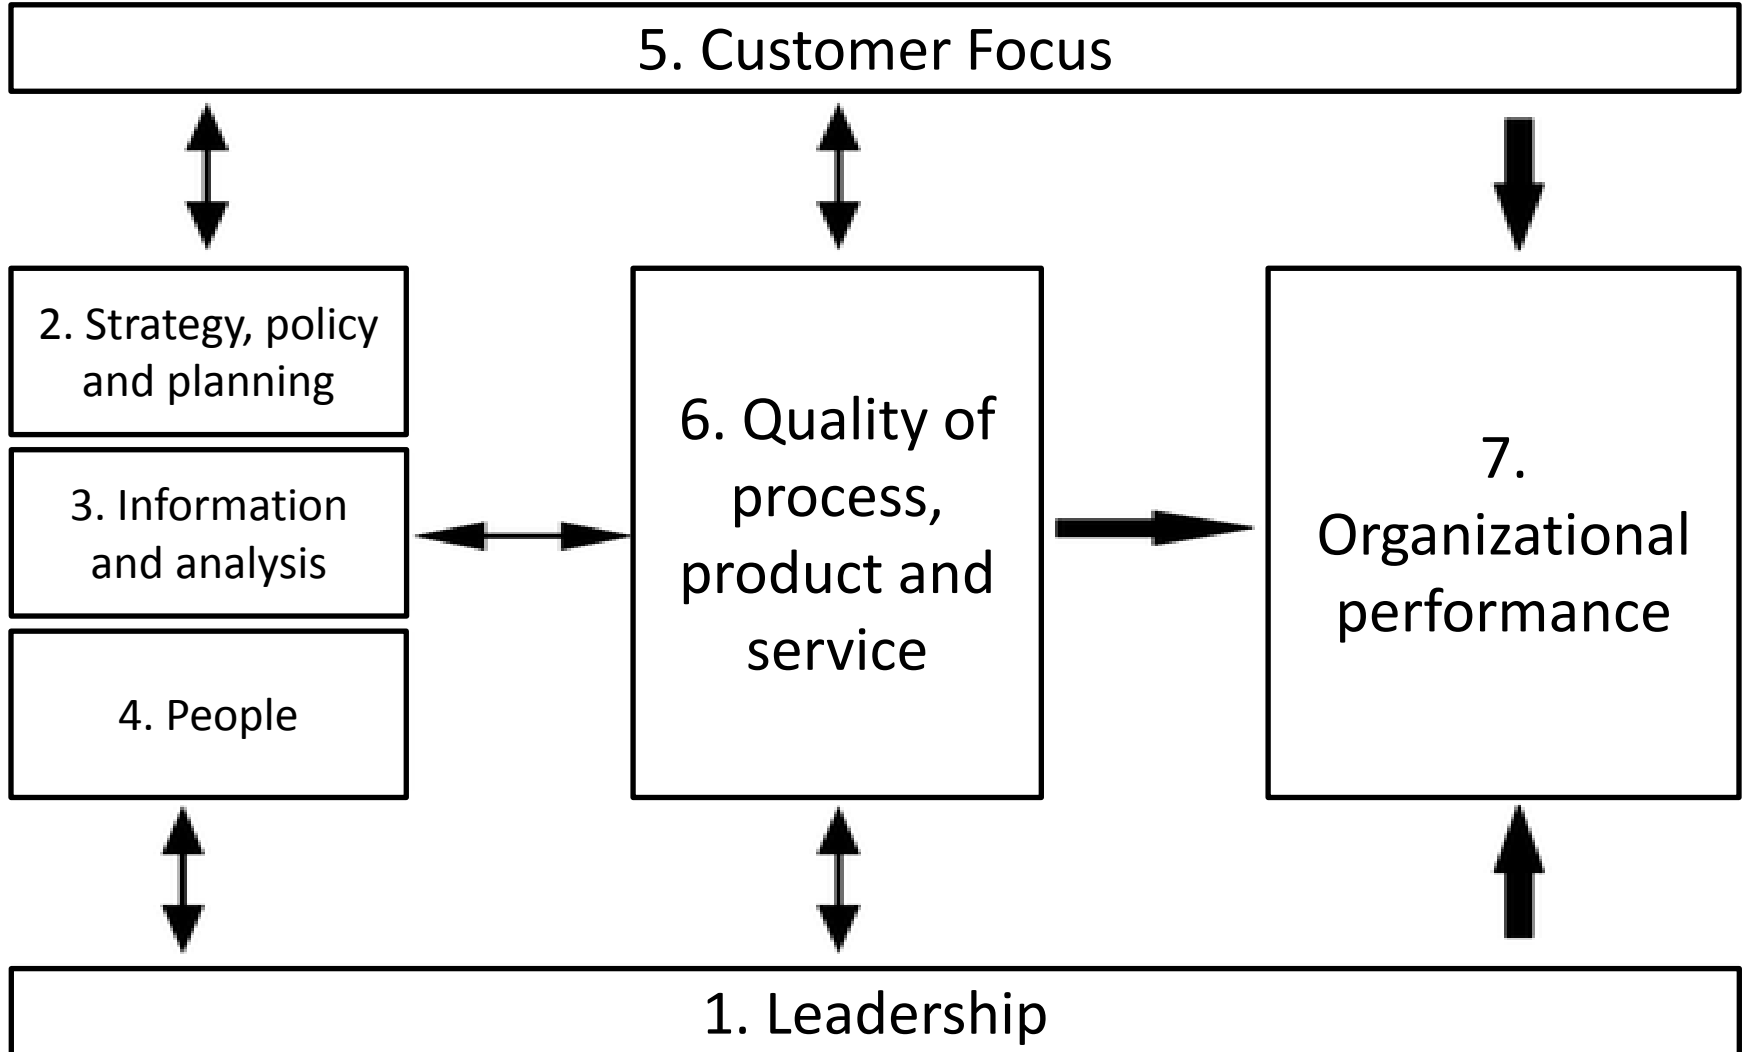 5. Customer Focus
2. Strategy, policy
and planning
3. Information
and analysis
4. People
6. Quality of
process,
product and
service
7.
Organizational
performance
1. Leadership